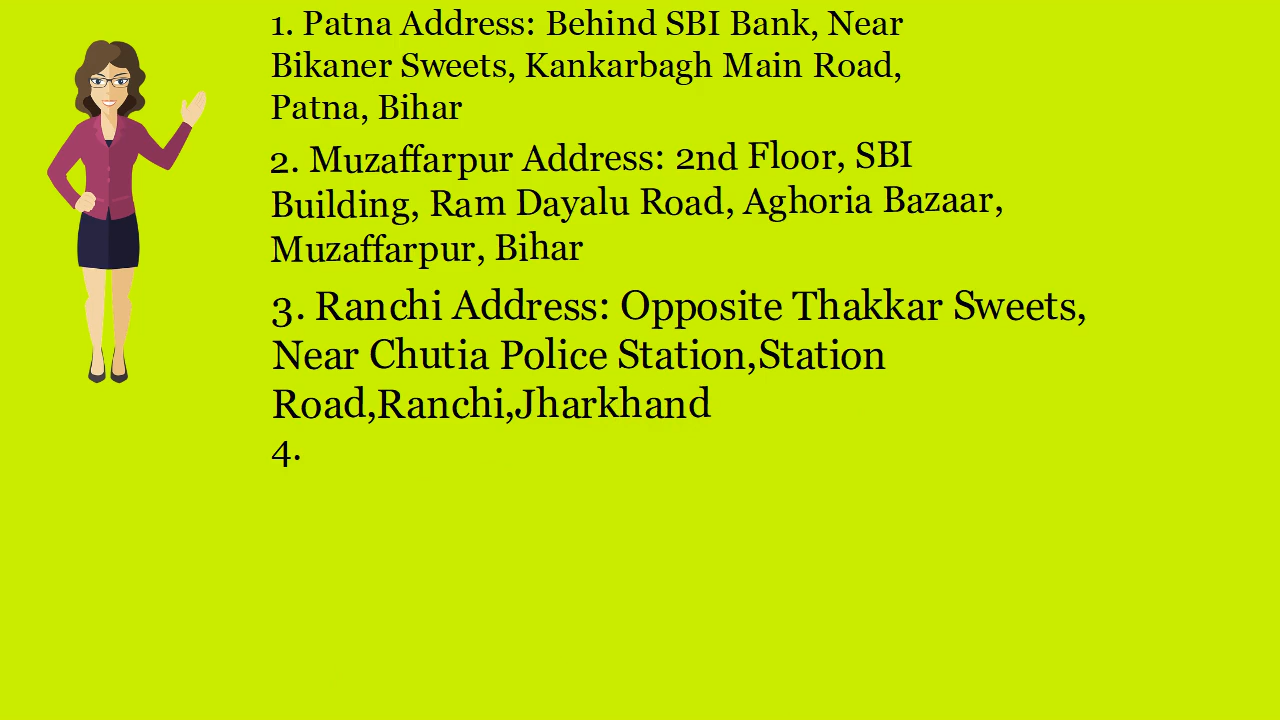 1. Patna Address: Behind SBI Bank, Near
Bikaner Sweets, Kankarbagh Main Road,
Patna, Bihar
2. Muzaffarpur Address: 2nd Floor, SBI
Building, Ram Dayalu Road, Aghoria Bazaar,
Muzaffarpur, Bihar
3. Ranchi Address: Opposite Thakkar Sweets,
Near Chutia Police Station,Station
Road,Ranchi,Jharkhand
4.